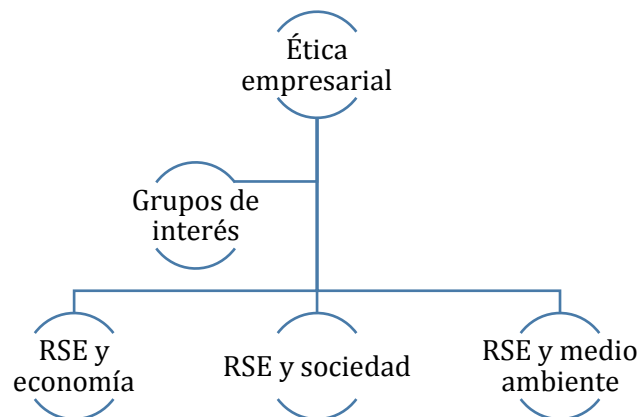 Ética
empresarial
Grupos de
interés
RSE y
economía
RSE y sociedad
RSE y medio
ambiente